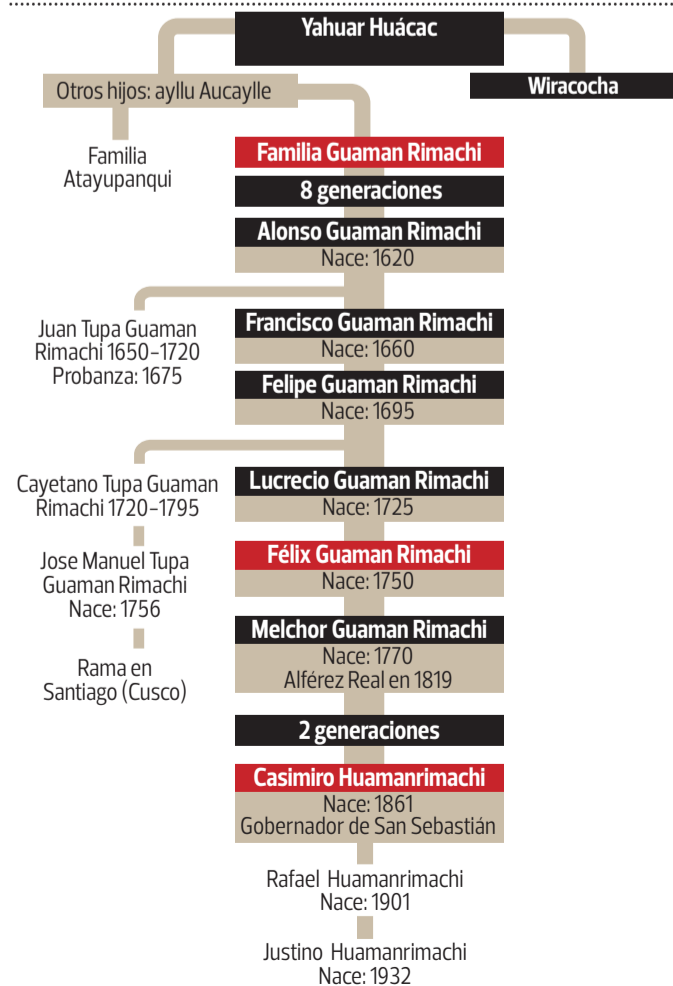 Yahuar Huácac
Wiracocha
Otros hijos: ayllu Aucaylle
Familia
Atayupanqui
Familia Guaman Rimachi
8 generaciones
Alonso Guaman Rimachi
Nace: 1620
Juan Tupa Guaman
Rimachi 1650-1720
Probanza: 1675
Francisco Guaman Rimachi
Nace: 1660
Felipe Guaman Rimachi
Nace: 1695
Cayetano Tupa Guaman
Rimachi 1720-1795
Jose Manuel Tupa
Guaman Rimachi
Nace: 1756
Rama en
Santiago (Cusco)
Lucrecio Guaman Rimachi
Nace: 1725
Félix Guaman Rimachi
Nace: 1750
Melchor Guaman Rimachi
Nace: 1770
Alférez Real en 1819
2 generaciones
Casimiro Huamanrimachi
Nace: 1861
Gobernador de San Sebastián
Rafael Huamanrimachi
Nace: 1901
Justino Huamanrimachi
Nace: 1932